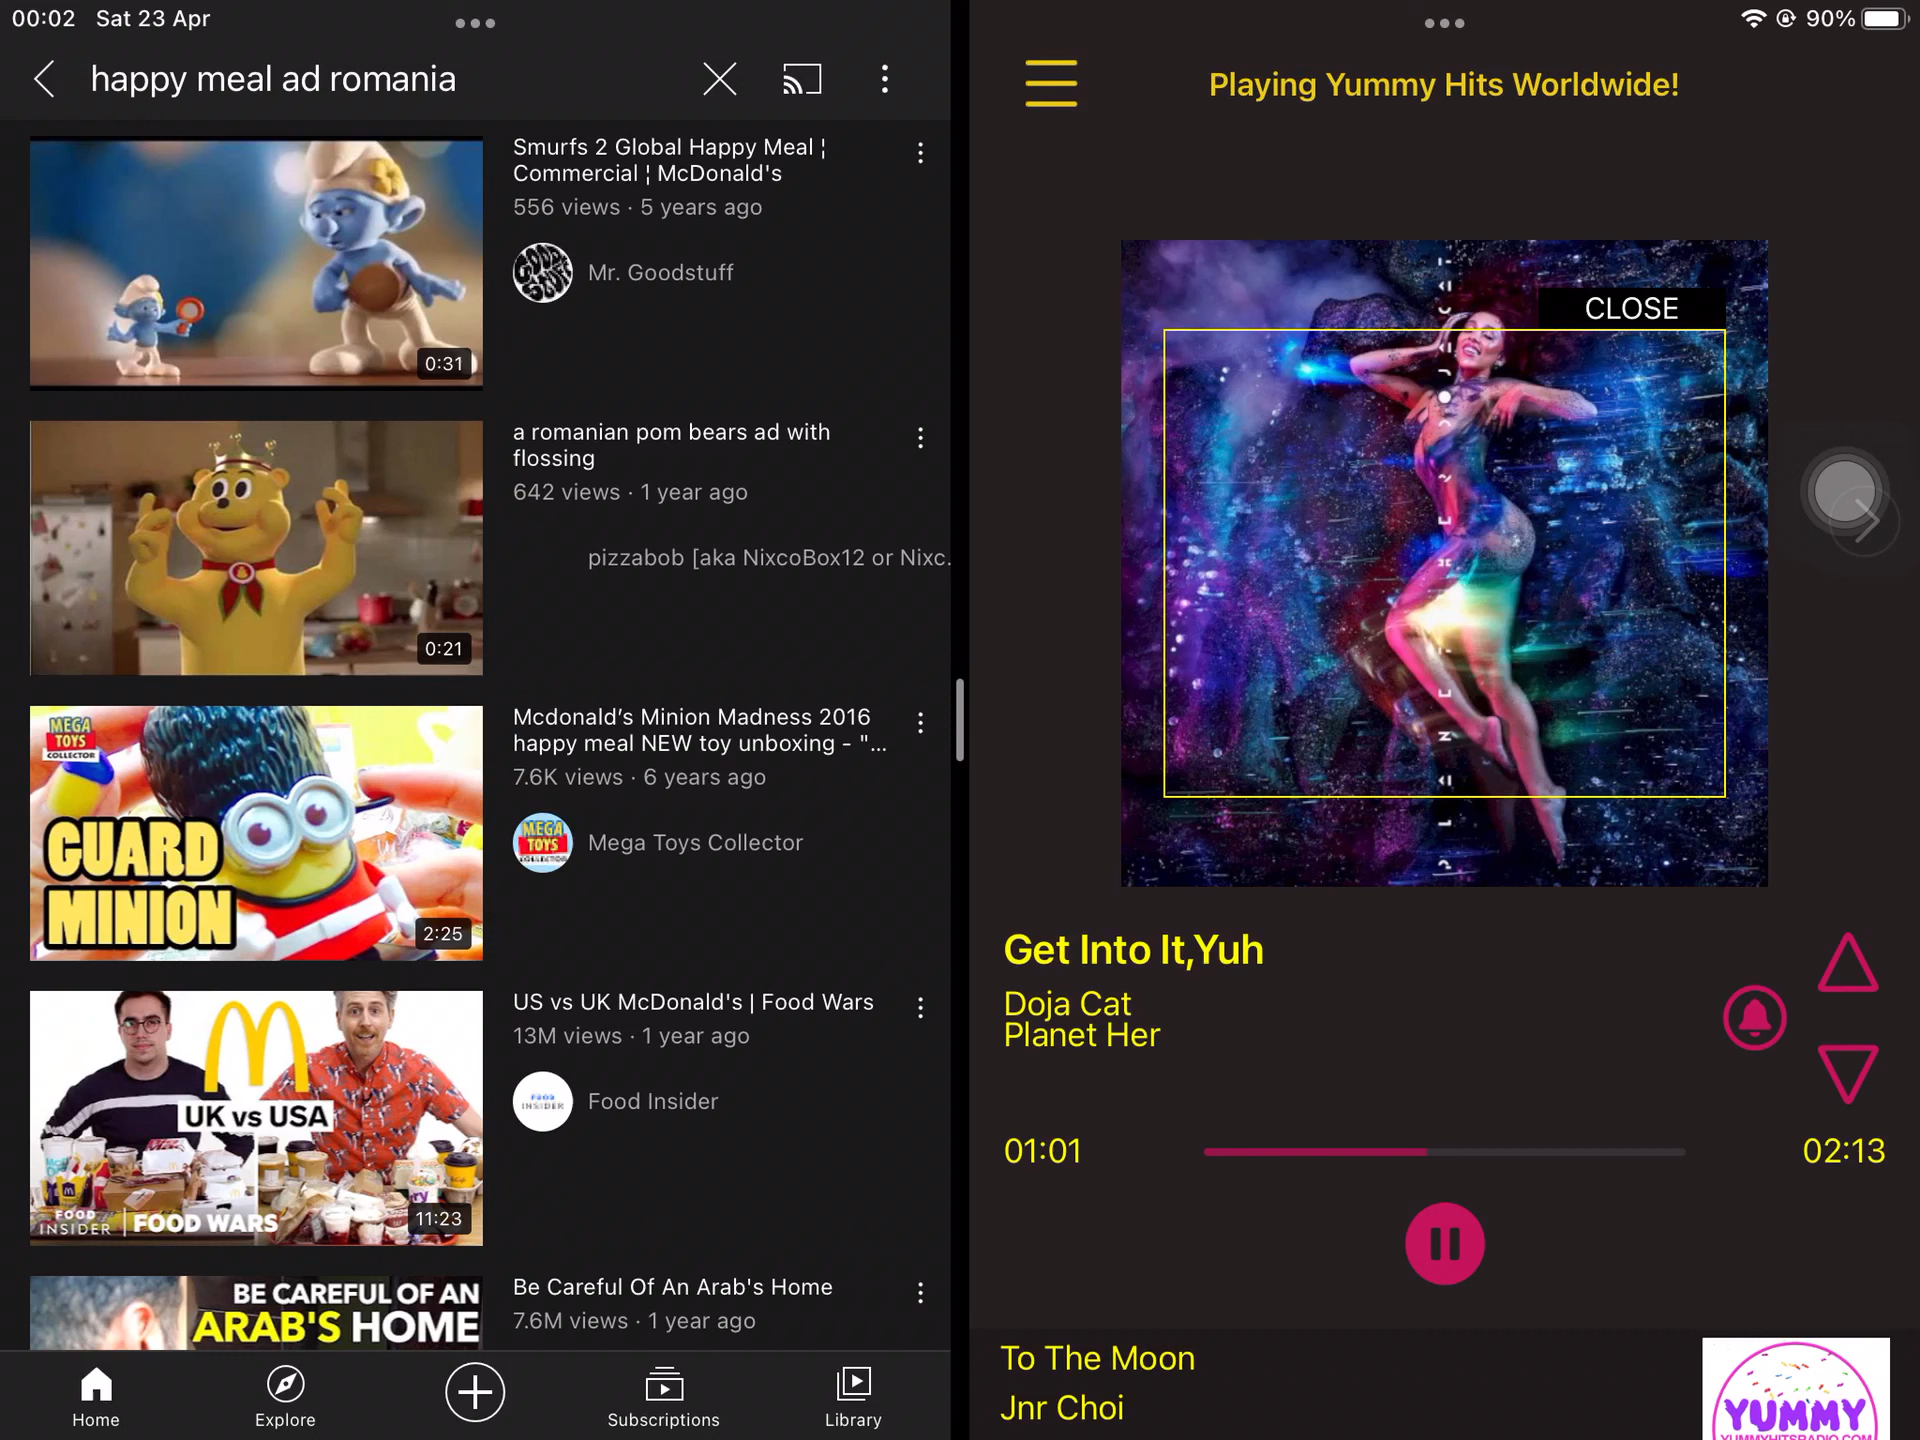 00:02 Sat 23 Apr
90%
happy meal ad romania
Smurfs 2 Global Happy Meal ¦
Commercial ¦ McDonald's
556 views · 5 years ago
Mr. Goodstuff
0:31
a romanian pom bears ad with
flossing
642 views · 1 year ago
pizzabob [aka NixcoBox12 or Nixc.
0:21
MEGA
TOYS
COLLECTOR
GUARD
MINION
2:25
Mcdonald’s Minion Madness 2016
happy meal NEW toy unboxing - "...
7.6K views · 6 years ago
MEGA
TOYS
COLLECTOR
Mega Toys Collector
UK vs USA
FOOD
INSIDER
FOOD WARS
11:23
US vs UK McDonald's | Food Wars
13M views · 1 year ago
FOOD
INSIDER
Food Insider
BE CAREFUL OF AN
ARAB'S HOME
Be Careful Of An Arab's Home
7.6M views · 1 year ago
Home
Explore
Subscriptions
Library
Playing Yummy Hits Worldwide!
CLOSE
Get Into It,Yuh
Doja Cat
Planet Her
01:01
02:13
To The Moon
Jnr Choi
YUMMY
YUMMYHITSRADIO.COM